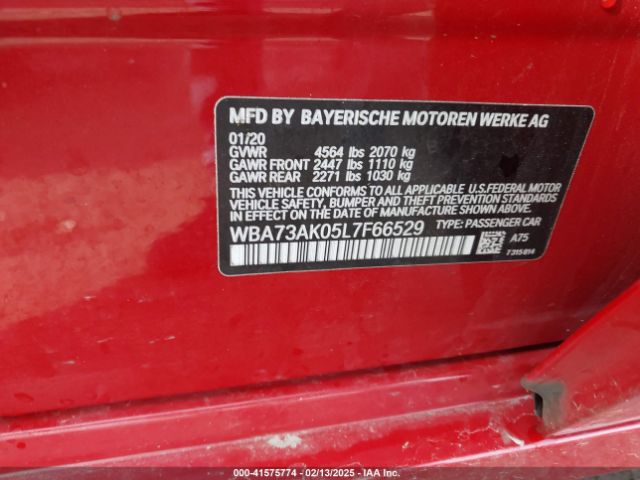 MFD BY BAYERISCHE MOTOREN WERKE AG
01/20
GVWR 4564 lbs 2070 kg
GAWR FRONT 2447 lbs 1110 kg
GAWR REAR 2271 lbs 1030 kg
THIS VEHICLE CONFORMS TO ALL APPLICABLE U.S.FEDERAL MOTOR
VEHICLE SAFETY, BUMPER AND THEFT PREVENTION STANDARDS
IN EFFECT ON THE DATE OF MANUFACTURE SHOWN ABOVE.
WBA73AK05L7F66529 TYPE: PASSENGER CAR
A75
7315814
000-41575774 | 02/13/2025 | IAA Inc.